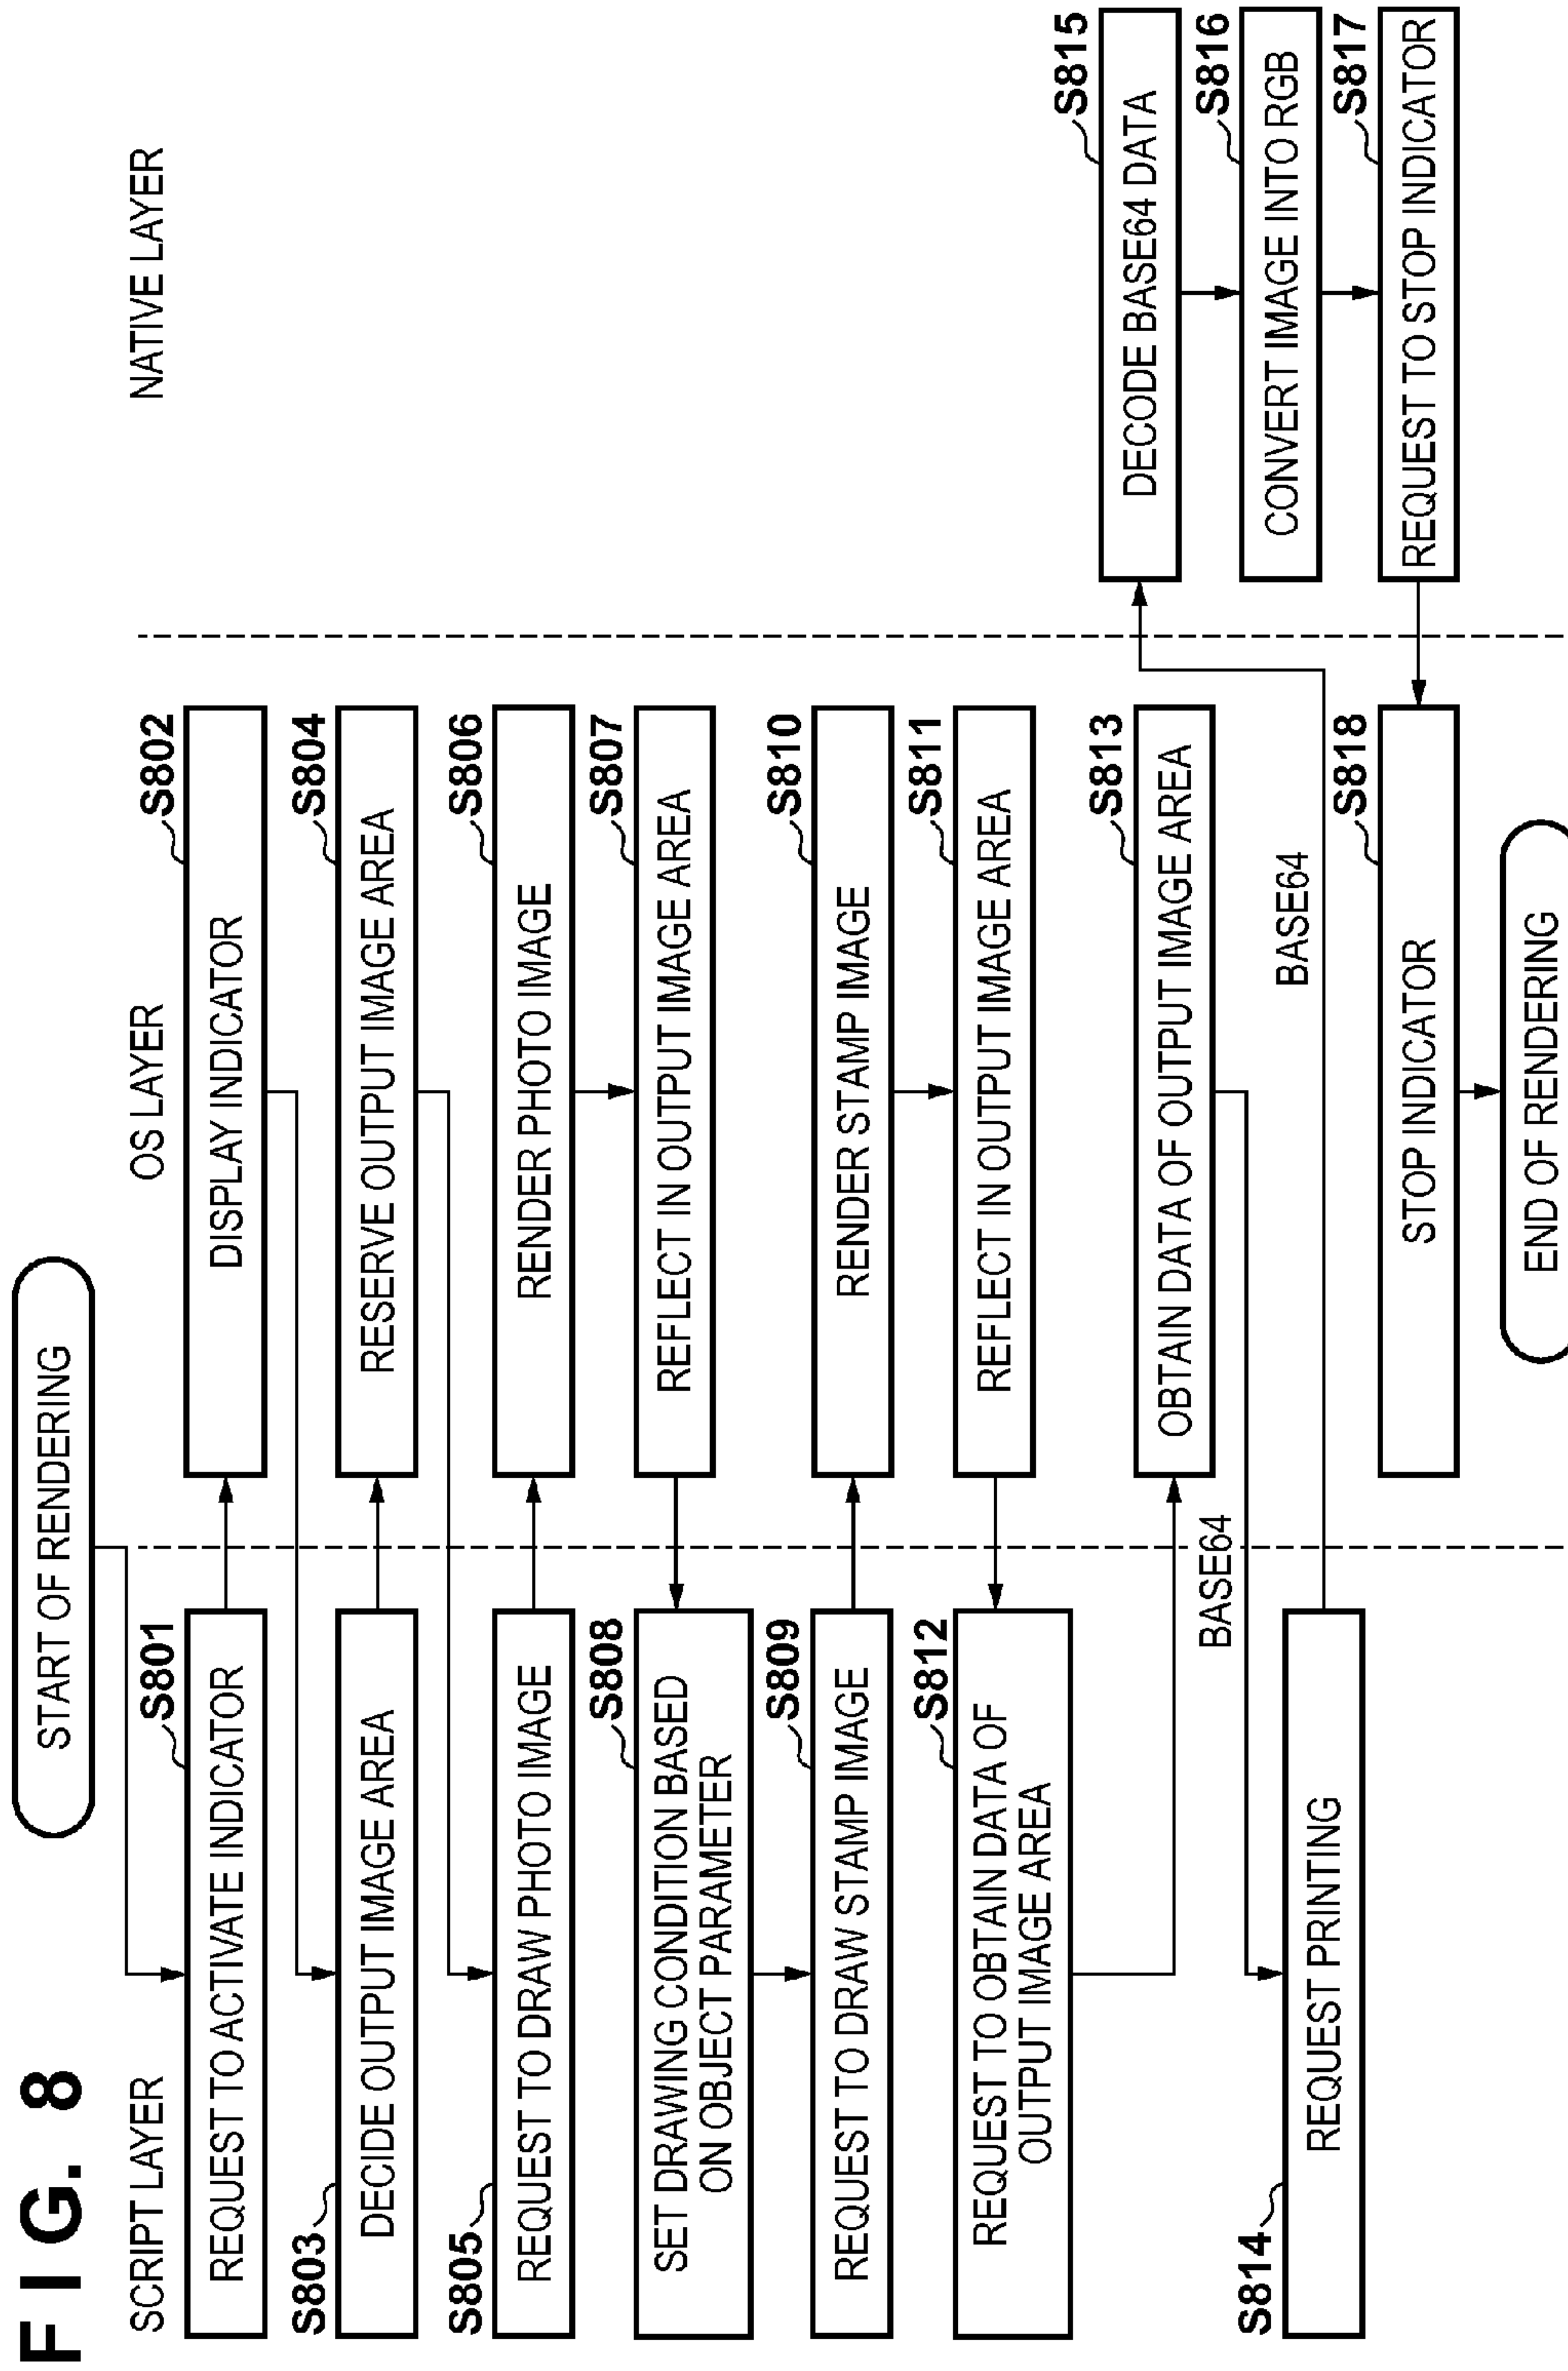 FIG. 8
START OF RENDERING
SCRIPT LAYER
OS LAYER
NATIVE LAYER
S801
REQUEST TO ACTIVATE INDICATOR
S802
DISPLAY INDICATOR
S803
DECIDE OUTPUT IMAGE AREA
S804
RESERVE OUTPUT IMAGE AREA
S805
REQUEST TO DRAW PHOTO IMAGE
S806
RENDER PHOTO IMAGE
S807
REFLECT IN OUTPUT IMAGE AREA
S808
SET DRAWING CONDITION BASED
ON OBJECT PARAMETER
S809
REQUEST TO DRAW STAMP IMAGE
S810
RENDER STAMP IMAGE
S811
REFLECT IN OUTPUT IMAGE AREA
S812
REQUEST TO OBTAIN DATA OF
OUTPUT IMAGE AREA
S813
OBTAIN DATA OF OUTPUT IMAGE AREA
BASE64
S814
REQUEST PRINTING
BASE64
S815
DECODE BASE64 DATA
S816
CONVERT IMAGE INTO RGB
S817
REQUEST TO STOP INDICATOR
S818
STOP INDICATOR
END OF RENDERING